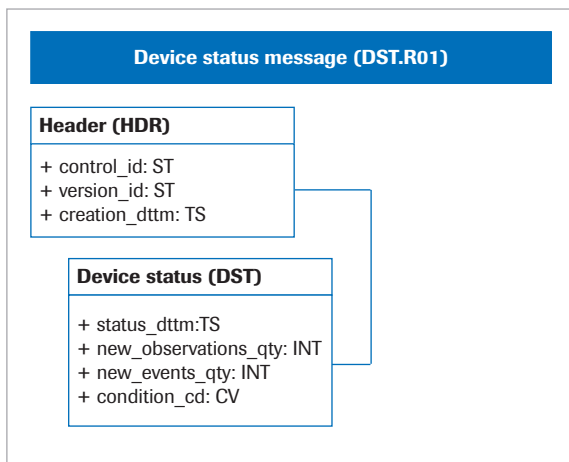 Device status message (DST.R01)
Header (HDR)
+ control_id: ST
+ version_id: ST
+ creation_dttm: TS
Device status (DST)
+ status_dttm:TS
+ new_observations_qty: INT
+ new_events_qty: INT
+ condition_cd: CV